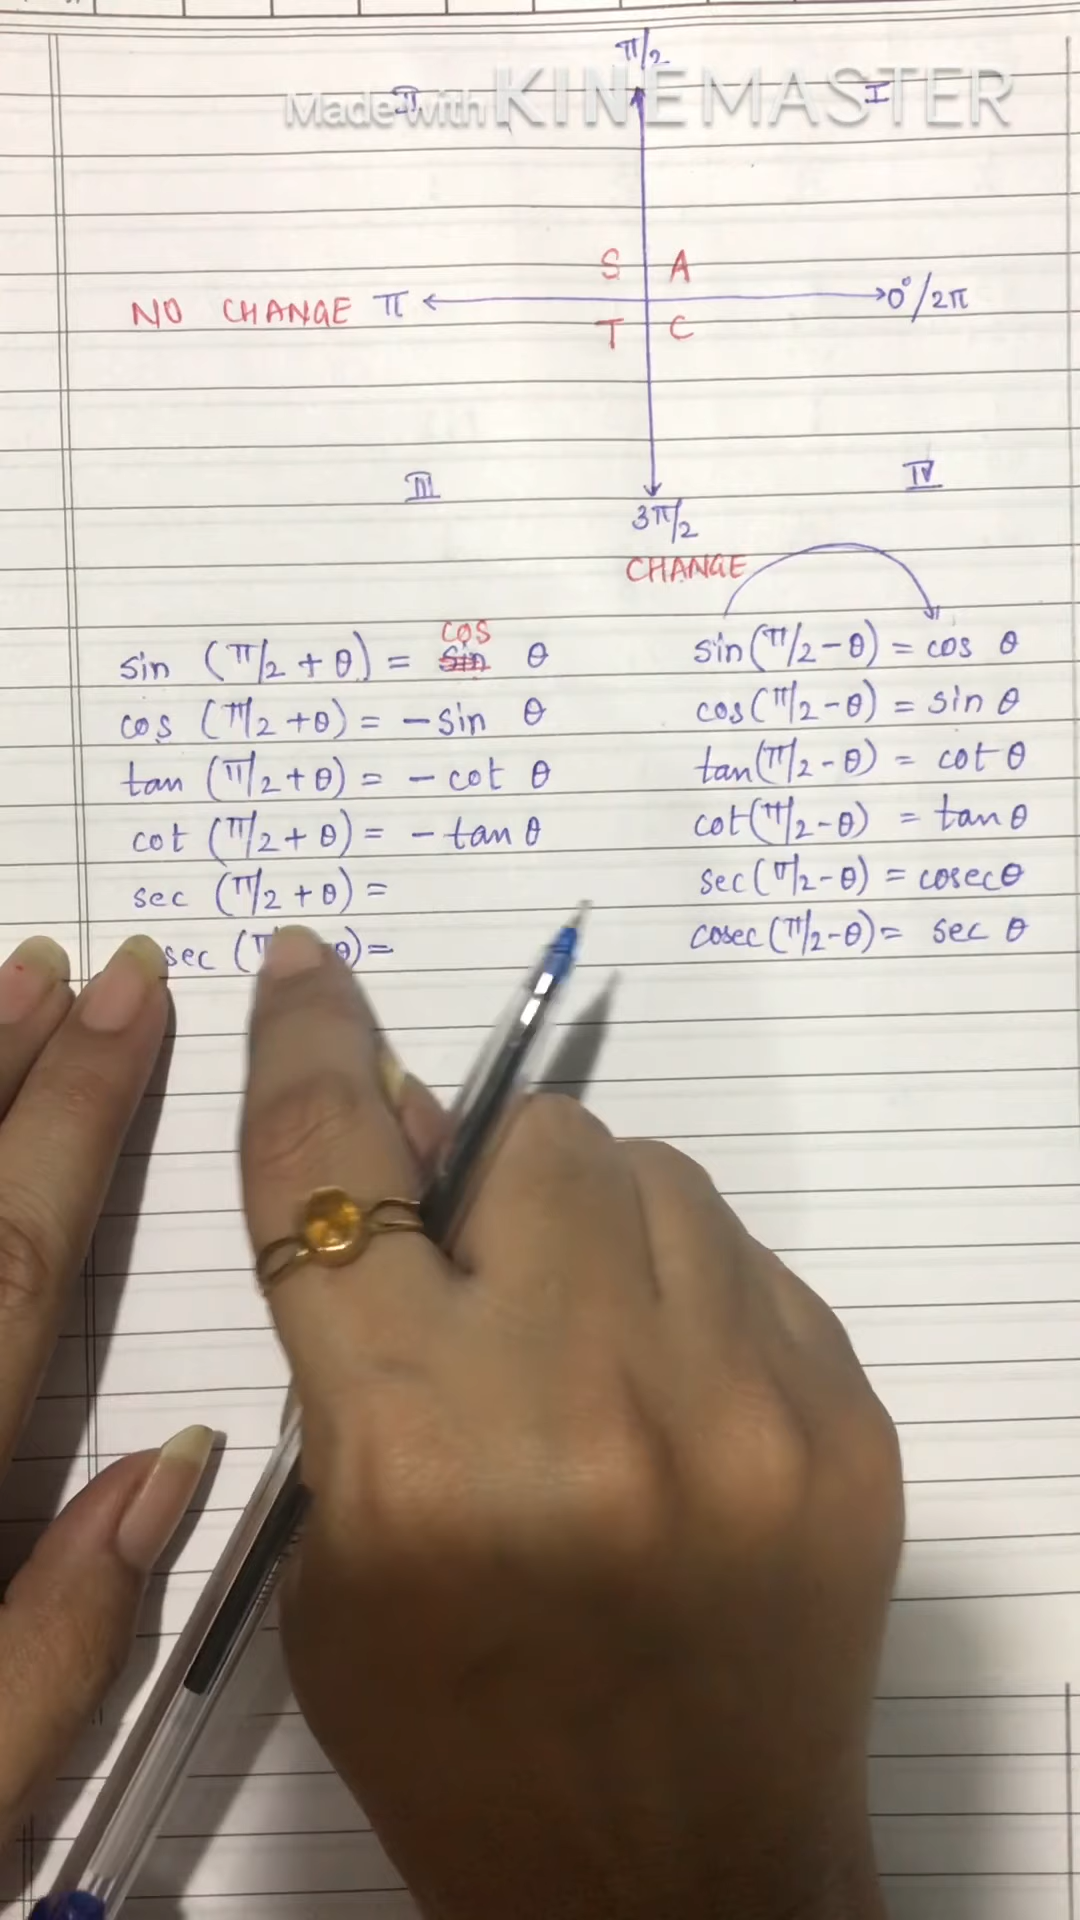 π/2
II
I
Made with KINEMASTER
S A
NO CHANGE π
0°/2π
T C
III
IV
3π/2
CHANGE
cos
sin (π/2 + θ) = sin θ
cos (π/2 + θ) = - sin θ
tan (π/2 + θ) = - cot θ
cot (π/2 + θ) = - tan θ
sec (π/2 + θ) =
sec (π θ) =
sin (π/2 - θ) = cos θ
cos (π/2 - θ) = sin θ
tan (π/2 - θ) = cot θ
cot (π/2 - θ) = tan θ
sec (π/2 - θ) = cosec θ
cosec (π/2 - θ) = sec θ